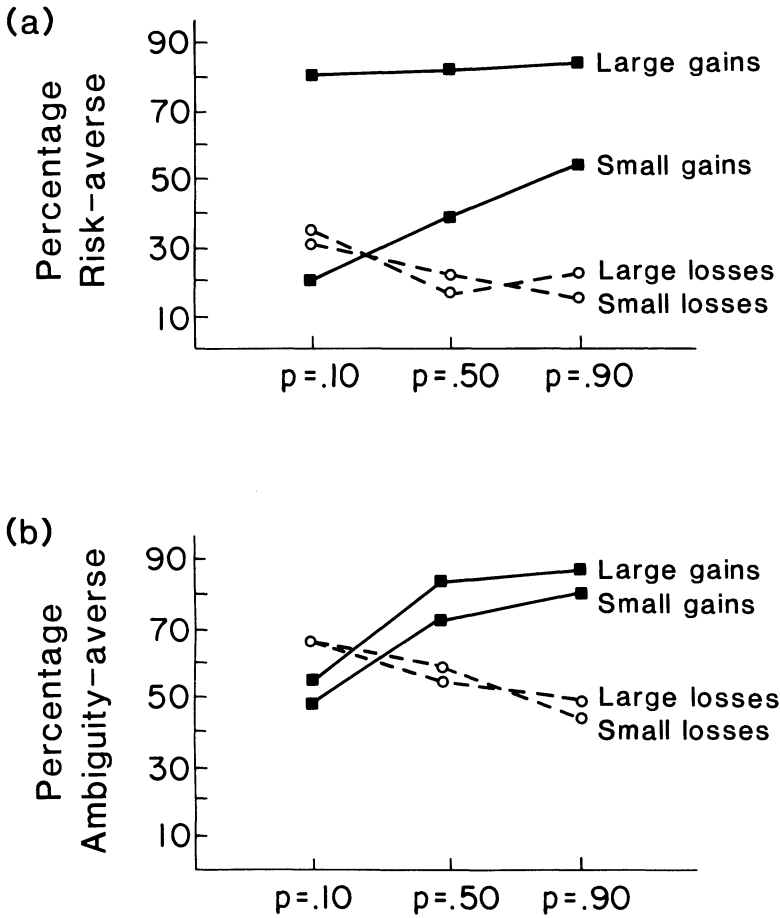 (a)
Percentage
Risk-averse
90
70
50
30
10
Large gains
Small gains
Large losses
Small losses
p=.10 p=.50 p=.90
(b)
Percentage
Ambiguity-averse
90
70
50
30
10
Large gains
Small gains
Large losses
Small losses
p=.10 p=.50 p=.90